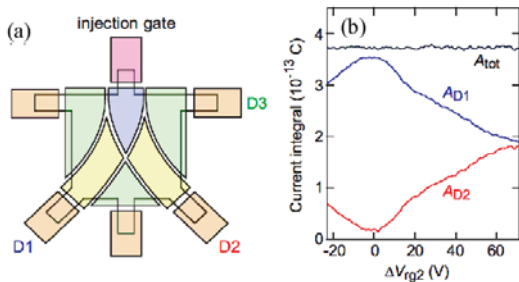 (a)
injection gate
D3
D1
D2
(b)
Current integral (10⁻¹³ C)
4
3
2
1
0
A_tot
A_D1
A_D2
-20
0
20
40
60
ΔV_rg2 (V)